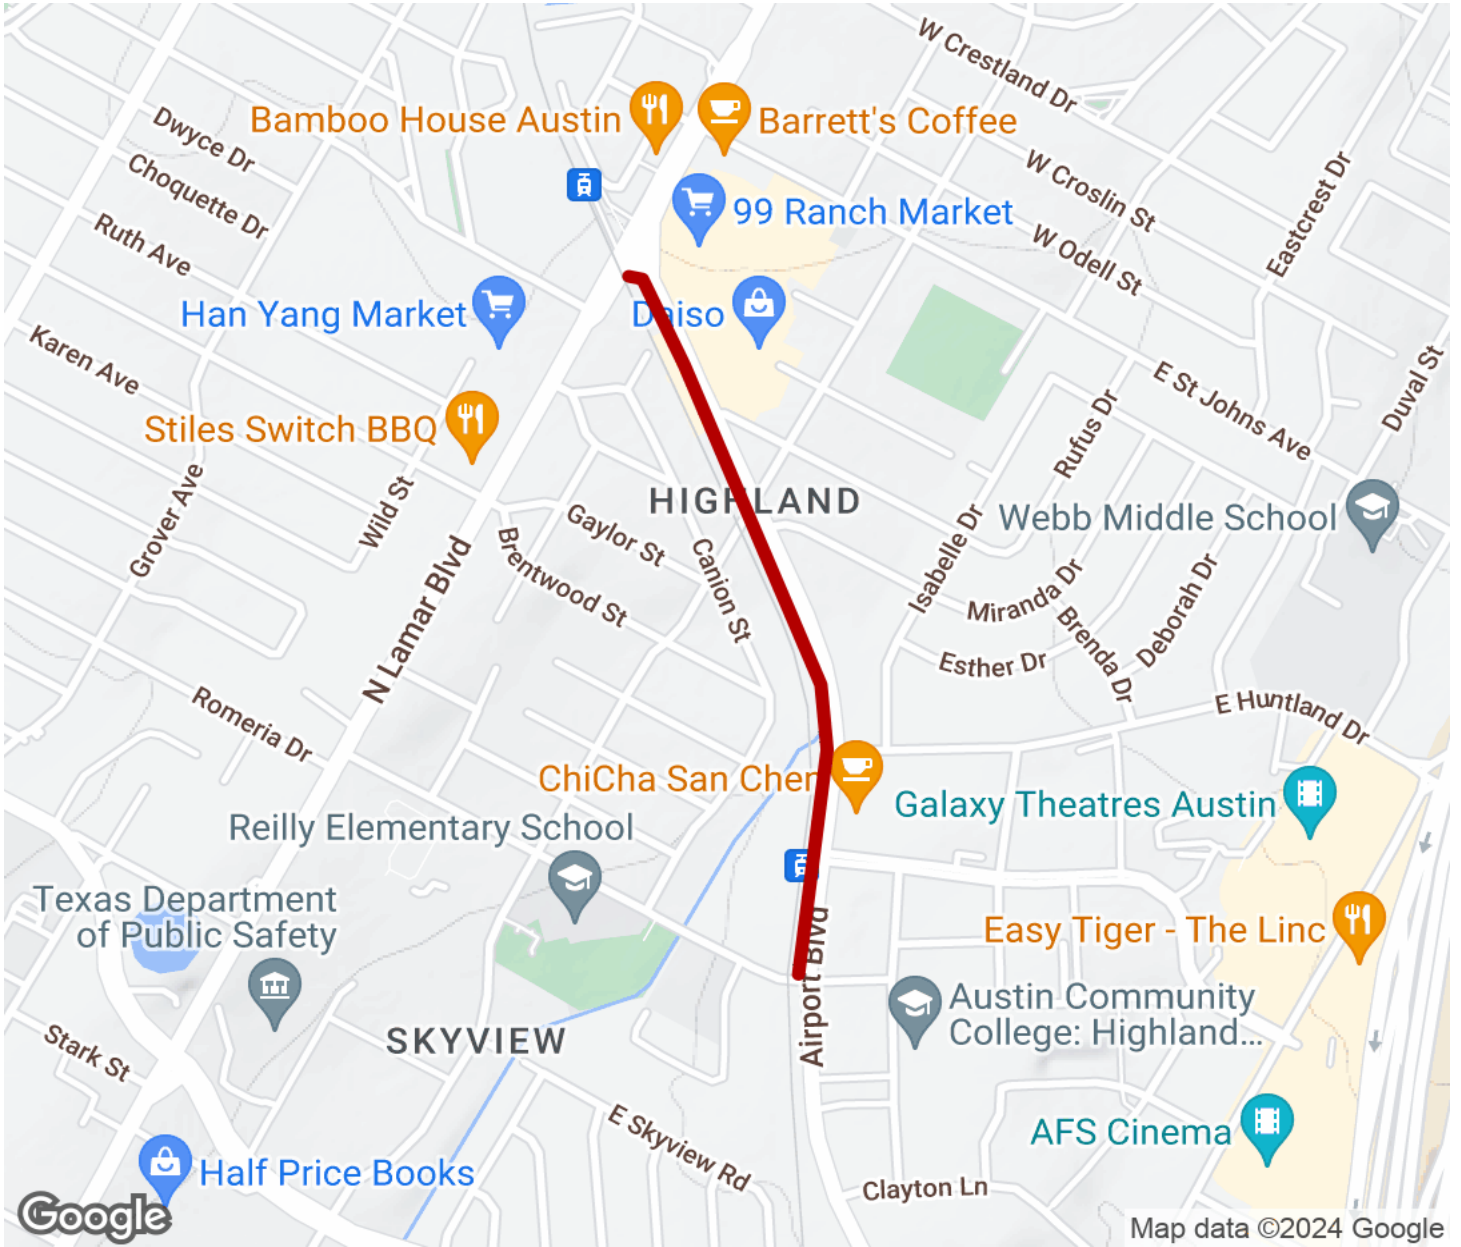 W Crestland Dr
Dwyce Dr
Bamboo House Austin
Barrett's Coffee
Choquette Dr
W Croslin St
Eastcrest Dr
Ruth Ave
99 Ranch Market
W Odell St
Han Yang Market
Daiso
Karen Ave
E St Johns Ave
Duval St
Stiles Switch BBQ
Rufus Dr
Grover Ave
Wild St
HIGHLAND
Webb Middle School
Gaylor St
Brentwood St
Canion St
Isabelle Dr
Miranda Dr
Deborah Dr
Brenda Dr
N Lamar Blvd
Esther Dr
E Huntland Dr
Romeria Dr
ChiCha San Chen
Galaxy Theatres Austin
Reilly Elementary School
Texas Department
of Public Safety
Easy Tiger - The Linc
Airport Blvd
Austin Community
College: Highland...
SKYVIEW
Stark St
E Skyview Rd
AFS Cinema
Half Price Books
Clayton Ln
Google
Map data ©2024 Google